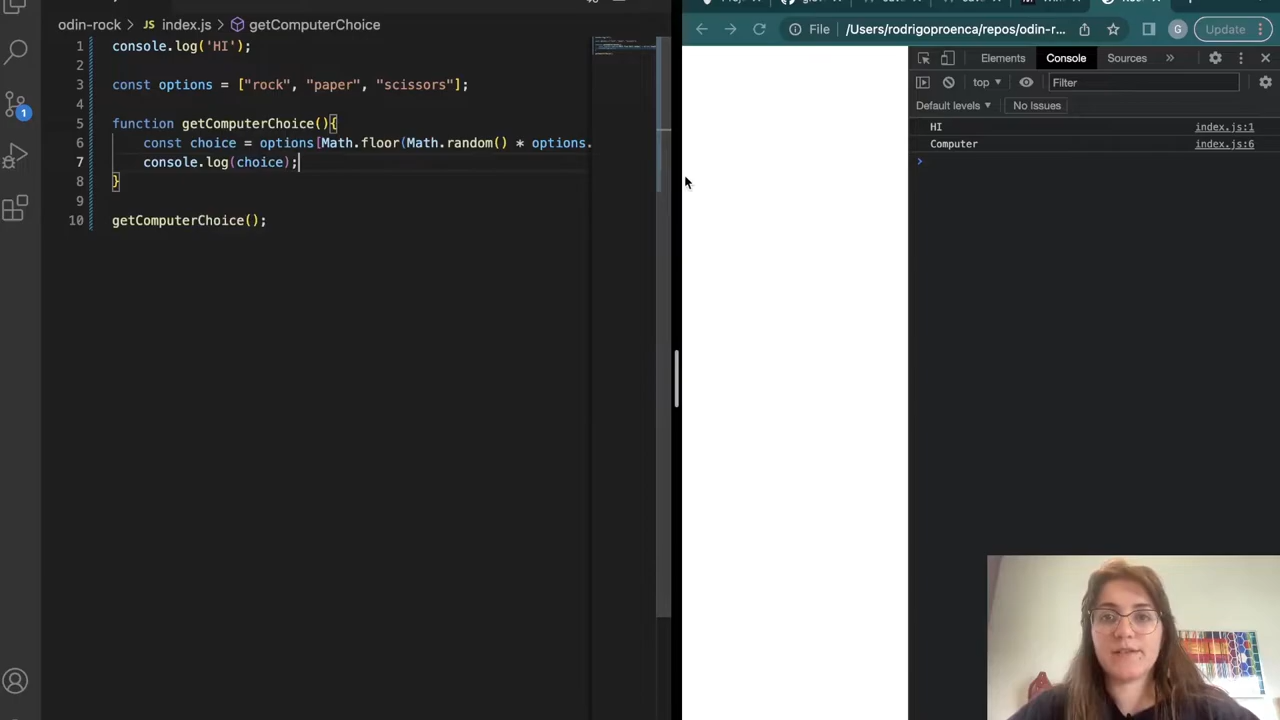 odin-rock > JS index.js > getComputerChoice
1 console.log('HI');
2
3 const options = ["rock", "paper", "scissors"];
4
5 function getComputerChoice(){
6 const choice = options[Math.floor(Math.random() * options.
7 console.log(choice);
8 }
9
10 getComputerChoice();
1
File /Users/rodrigoproenca/repos/odin-r... G Update
Elements Console Sources »
top Filter
Default levels No Issues
HI index.js:1
Computer index.js:6